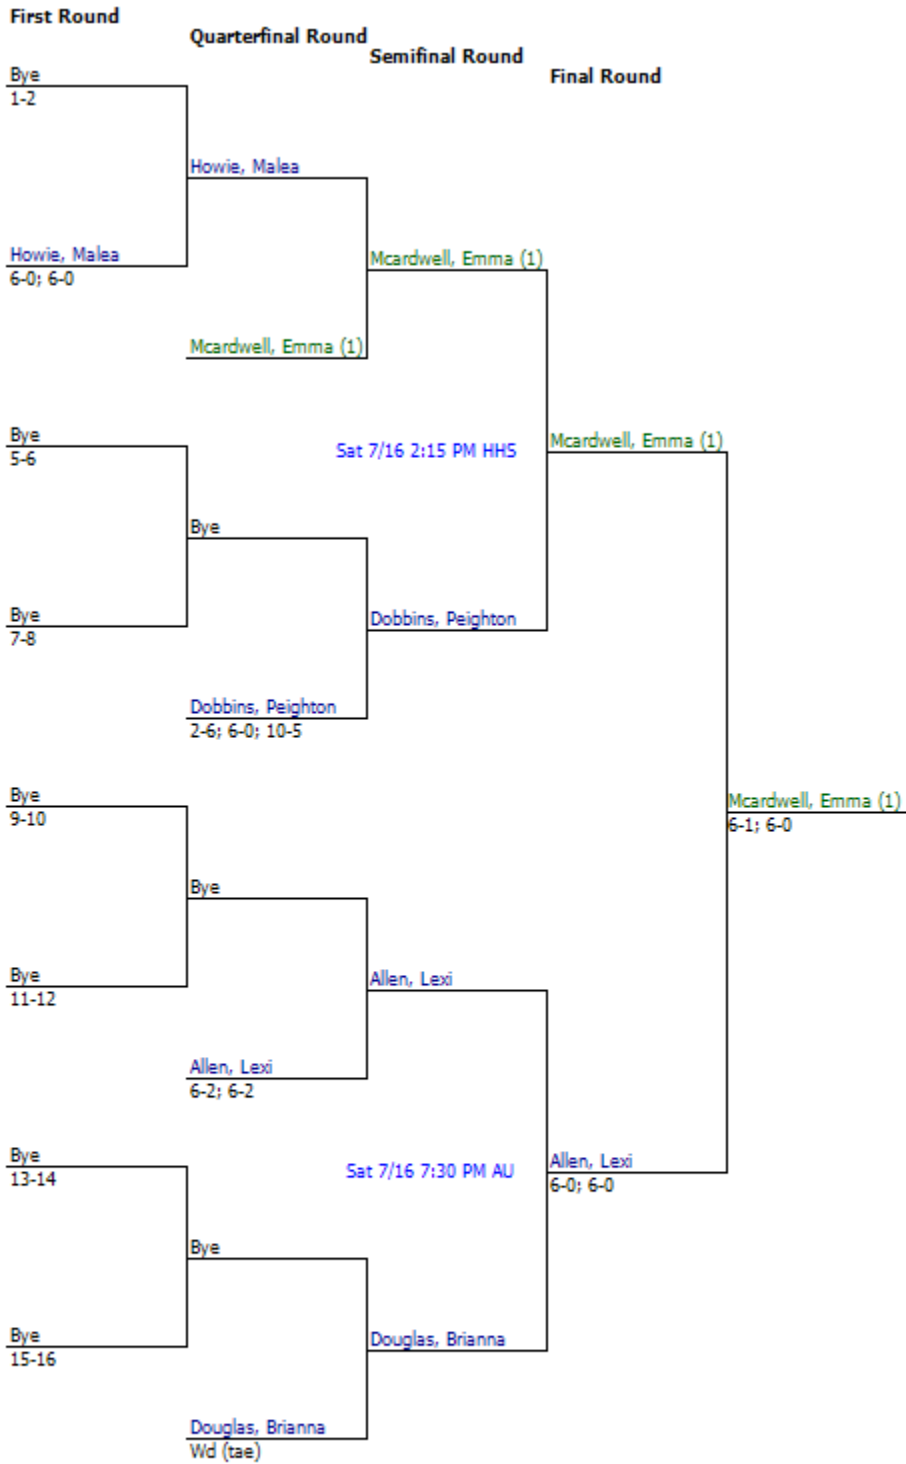 First Round
Quarterfinal Round
Semifinal Round
Final Round
Bye
1-2
Howie, Malea
Howie, Malea
6-0; 6-0
Mcardwell, Emma (1)
Mcardwell, Emma (1)
Bye
5-6
Sat 7/16 2:15 PM HHS
Mcardwell, Emma (1)
Bye
Bye
7-8
Dobbins, Peighton
Dobbins, Peighton
2-6; 6-0; 10-5
Bye
9-10
Mcardwell, Emma (1)
6-1; 6-0
Bye
Bye
11-12
Allen, Lexi
Allen, Lexi
6-2; 6-2
Bye
13-14
Sat 7/16 7:30 PM AU
Allen, Lexi
6-0; 6-0
Bye
Bye
15-16
Douglas, Brianna
Douglas, Brianna
Wd (tae)